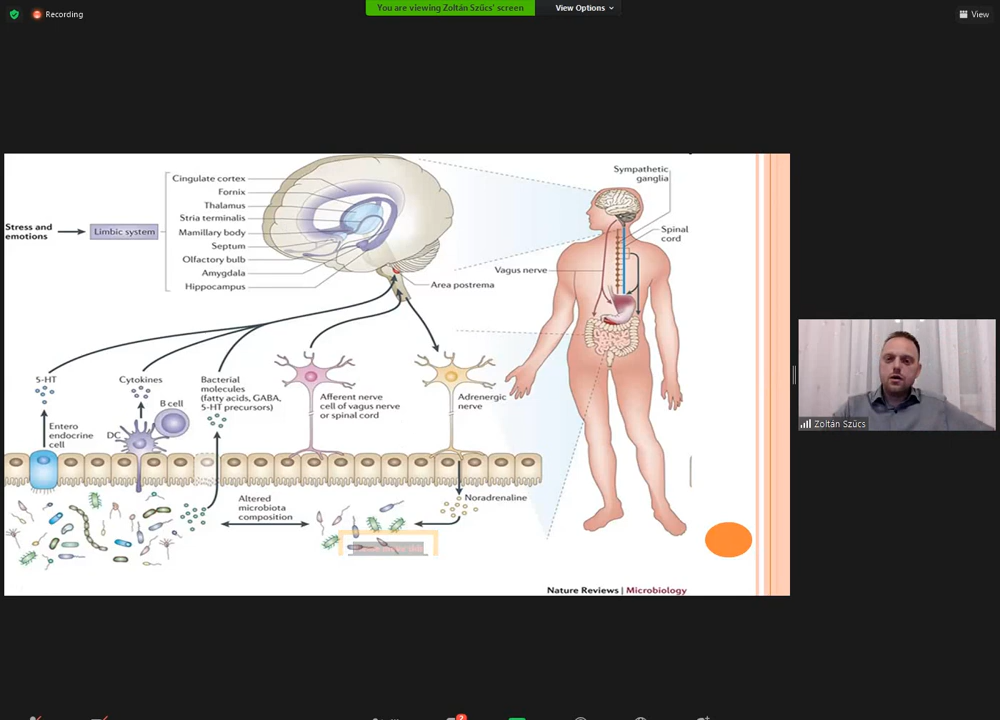 Recording
You are viewing Zoltán Szűcs' screen
View Options
View
Cingulate cortex
Fornix
Thalamus
Stria terminalis
Mamillary body
Septum
Olfactory bulb
Amygdala
Hippocampus
Stress and
emotions
Limbic system
Area postrema
Sympathetic
ganglia
Spinal
cord
Vagus nerve
5-HT
Cytokines
Bacterial
molecules
(fatty acids, GABA,
5-HT precursors)
Afferent nerve
cell of vagus nerve
or spinal cord
Adrenergic
nerve
B cell
DC
Entero
endocrine
cell
Altered
microbiota
composition
Noradrenaline
Nature Reviews | Microbiology
Zoltán Szűcs
2